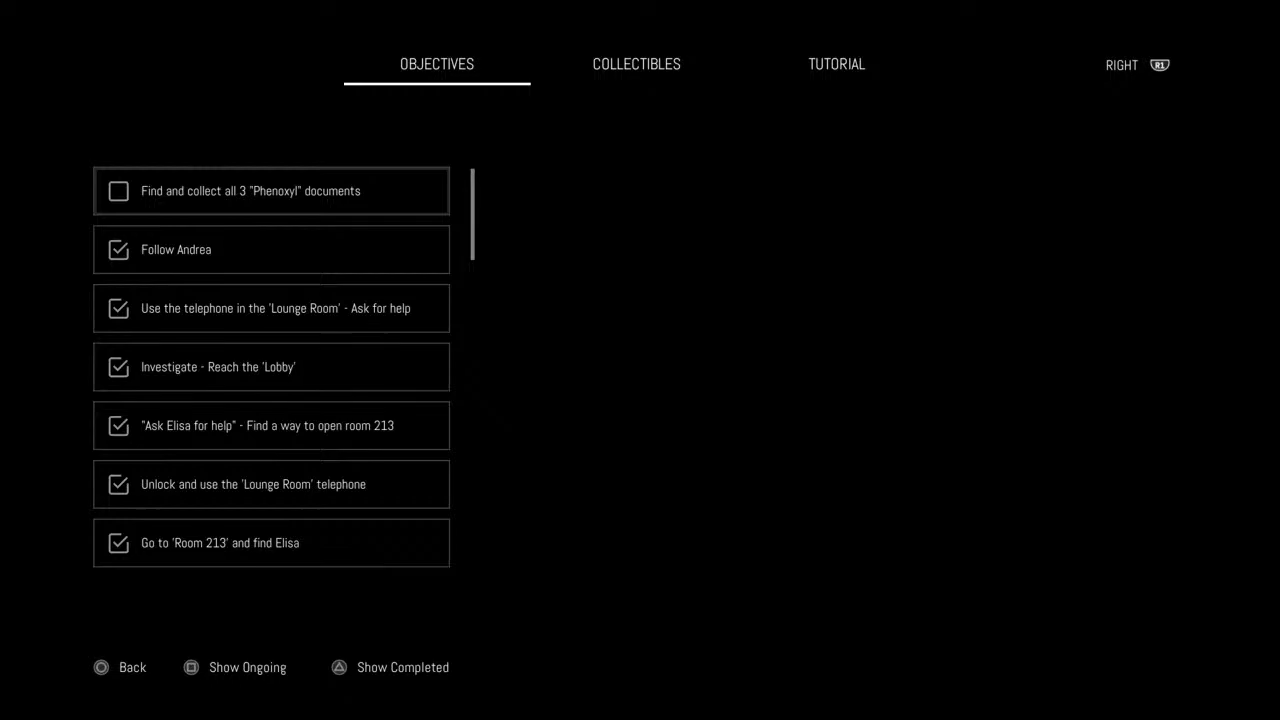 OBJECTIVES
COLLECTIBLES
TUTORIAL
RIGHT R1
Find and collect all 3 "Phenoxyl" documents
Follow Andrea
Use the telephone in the 'Lounge Room' - Ask for help
Investigate - Reach the 'Lobby'
"Ask Elisa for help" - Find a way to open room 213
Unlock and use the 'Lounge Room' telephone
Go to 'Room 213' and find Elisa
Back
Show Ongoing
Show Completed